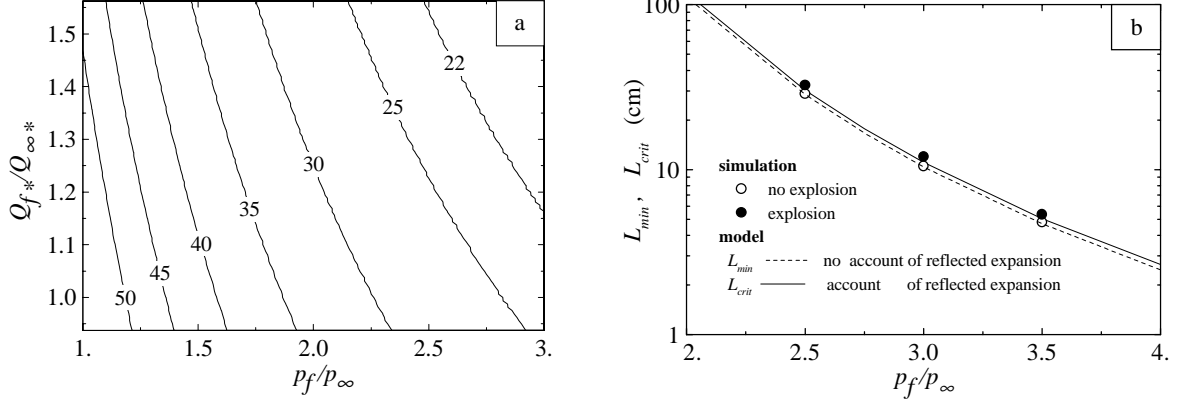 a
1.5
1.4
1.3
1.2
1.1
1.0
Q_f*/Q_∞*
22
25
30
35
40
45
50
1. 1.5 2.0 2.5 3.
p_f/p_∞
b
100
10
1
L_min , L_crit (cm)
simulation
no explosion
explosion
model
L_min no account of reflected expansion
L_crit account of reflected expansion
2. 2.5 3.0 3.5 4.
p_f/p_∞